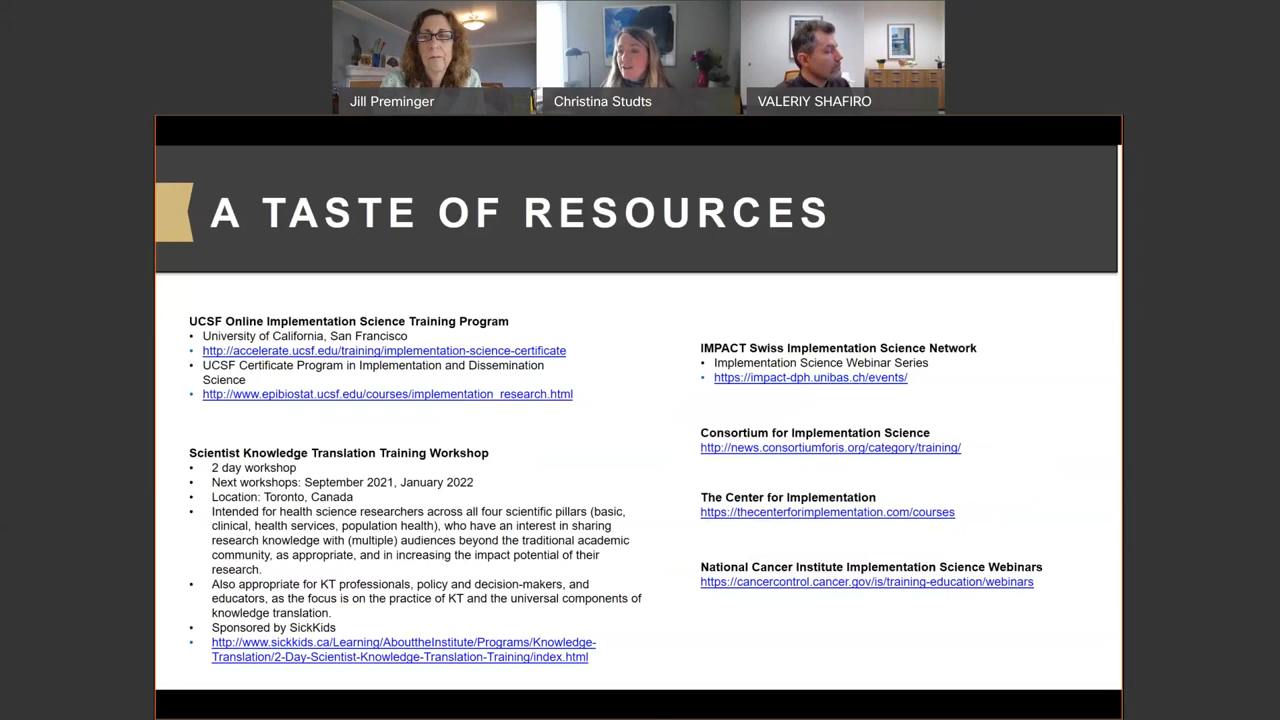 Jill Preminger
Christina Studts
VALERIY SHAFIRO
A TASTE OF RESOURCES
UCSF Online Implementation Science Training Program
• University of California, San Francisco
• http://accelerate.ucsf.edu/training/implementation-science-certificate
• UCSF Certificate Program in Implementation and Dissemination
Science
• http://www.epibiostat.ucsf.edu/courses/implementation_research.html
Scientist Knowledge Translation Training Workshop
• 2 day workshop
• Next workshops: September 2021, January 2022
• Location: Toronto, Canada
• Intended for health science researchers across all four scientific pillars (basic,
clinical, health services, population health), who have an interest in sharing
research knowledge with (multiple) audiences beyond the traditional academic
community, as appropriate, and in increasing the impact potential of their
research.
• Also appropriate for KT professionals, policy and decision-makers, and
educators, as the focus is on the practice of KT and the universal components of
knowledge translation.
• Sponsored by SickKids
• http://www.sickkids.ca/Learning/AbouttheInstitute/Programs/Knowledge-
Translation/2-Day-Scientist-Knowledge-Translation-Training/index.html
IMPACT Swiss Implementation Science Network
• Implementation Science Webinar Series
• https://impact-dph.unibas.ch/events/
Consortium for Implementation Science
http://news.consortiumforis.org/category/training/
The Center for Implementation
https://thecenterforimplementation.com/courses
National Cancer Institute Implementation Science Webinars
https://cancercontrol.cancer.gov/is/training-education/webinars